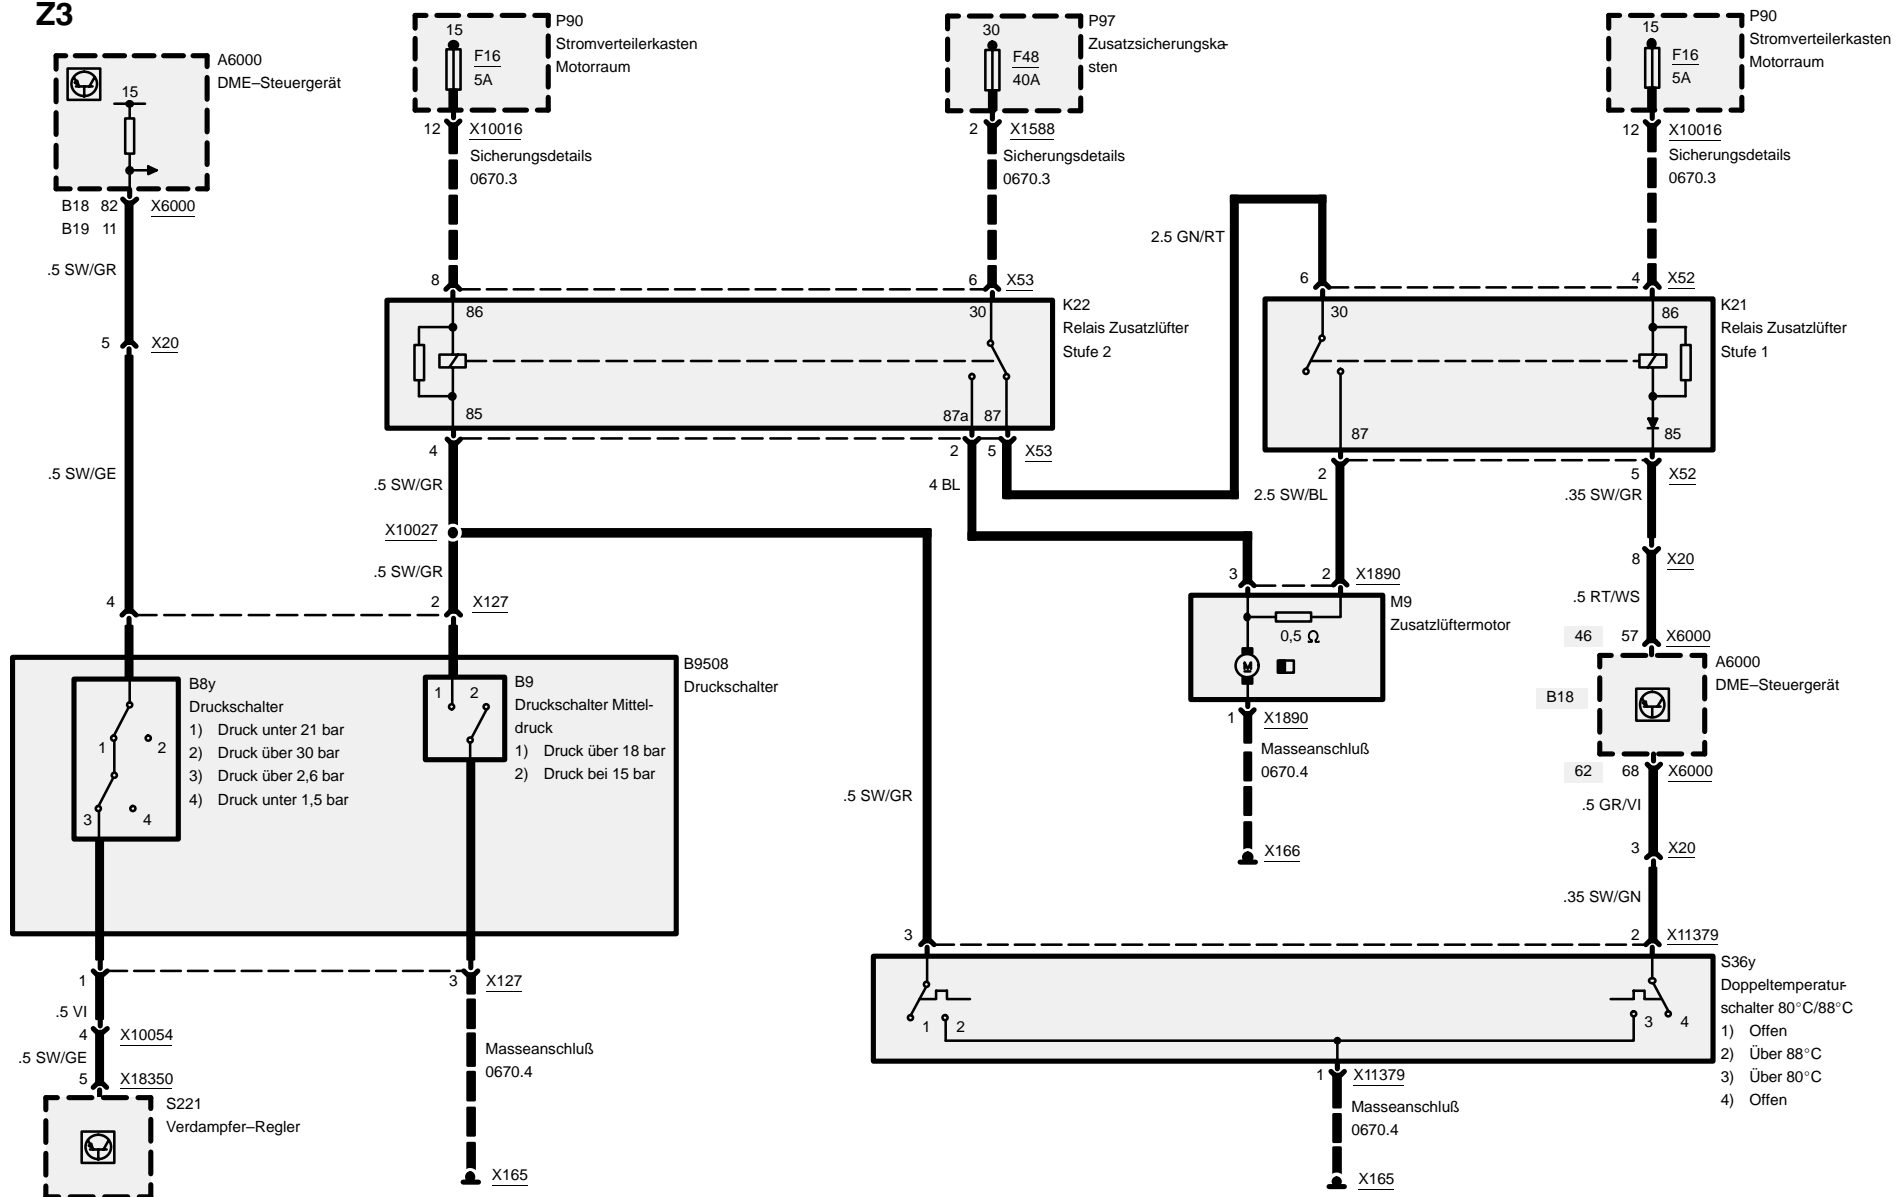 Z3
A6000
DME–Steuergerät
15
B18 82 X6000
B19 11
.5 SW/GR
5 X20
.5 SW/GE
4
P90
Stromverteilerkasten
Motorraum
15
F16
5A
12 X10016
Sicherungsdetails
0670.3
P97
Zusatzsicherungska-
sten
30
F48
40A
2 X1588
Sicherungsdetails
0670.3
P90
Stromverteilerkasten
Motorraum
15
F16
5A
12 X10016
Sicherungsdetails
0670.3
2.5 GN/RT
8
6 X53
K22
Relais Zusatzlüfter
Stufe 2
86
30
85
87a 87
4
2 5 X53
.5 SW/GR
4 BL
X10027
.5 SW/GR
2 X127
6
4 X52
K21
Relais Zusatzlüfter
Stufe 1
30
86
87
85
2
5 X52
2.5 SW/BL
.35 SW/GR
8 X20
.5 RT/WS
3
2 X1890
M9
Zusatzlüftermotor
0,5 Ω
M
1 X1890
Masseanschluß
0670.4
X166
46 57 X6000
A6000
DME–Steuergerät
B18
62 68 X6000
.5 GR/VI
3 X20
.35 SW/GN
B9508
Druckschalter
B8y
Druckschalter
1) Druck unter 21 bar
2) Druck über 30 bar
3) Druck über 2,6 bar
4) Druck unter 1,5 bar
1 2
3 4
B9
Druckschalter Mittel-
druck
1) Druck über 18 bar
2) Druck bei 15 bar
1 2
.5 SW/GR
1
3 X127
.5 VI
4 X10054
.5 SW/GE
5 X18350
S221
Verdampfer–Regler
Masseanschluß
0670.4
X165
3
2 X11379
S36y
Doppeltemperatur-
schalter 80°C/88°C
1) Offen
2) Über 88°C
3) Über 80°C
4) Offen
1 2
3 4
1 X11379
Masseanschluß
0670.4
X165